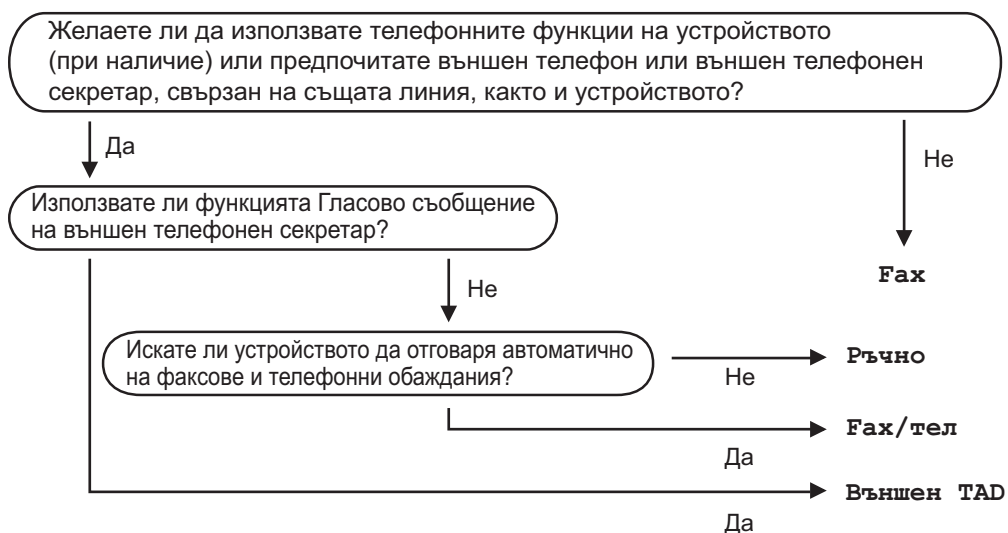 Желаете ли да използвате телефонните функции на устройството
(при наличие) или предпочитате външен телефон или външен телефонен
секретар, свързан на същата линия, както и устройството?
Да
Не
Използвате ли функцията Гласово съобщение
на външен телефонен секретар?
Fax
Не
Искате ли устройството да отговаря автоматично
на факсове и телефонни обаждания?
Не
Ръчно
Fax/тел
Да
Външен TAD
Да